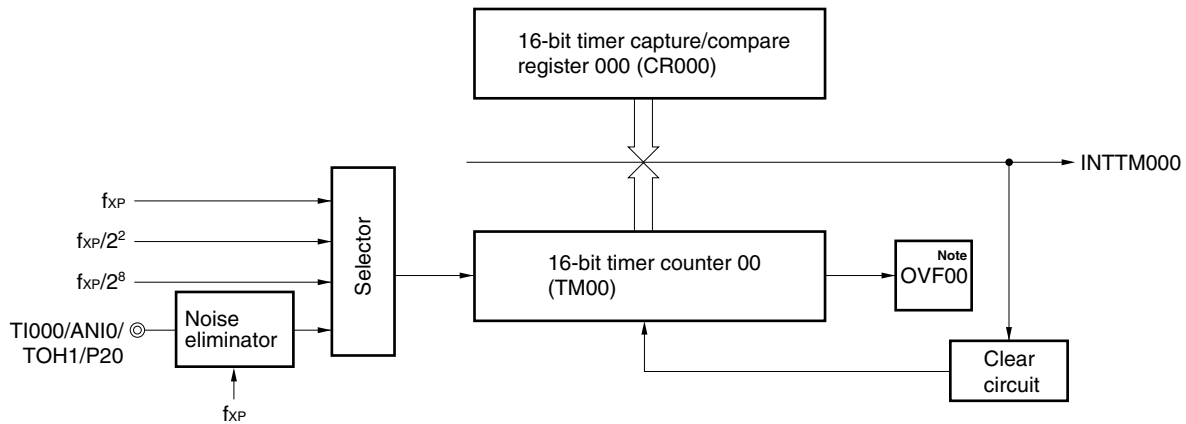 16-bit timer capture/compare
register 000 (CR000)
INTTM000
fXP
fXP/2²
fXP/2⁸
Selector
16-bit timer counter 00
(TM00)
Note
OVF00
TI000/ANI0/
TOH1/P20
Noise
eliminator
Clear
circuit
fXP